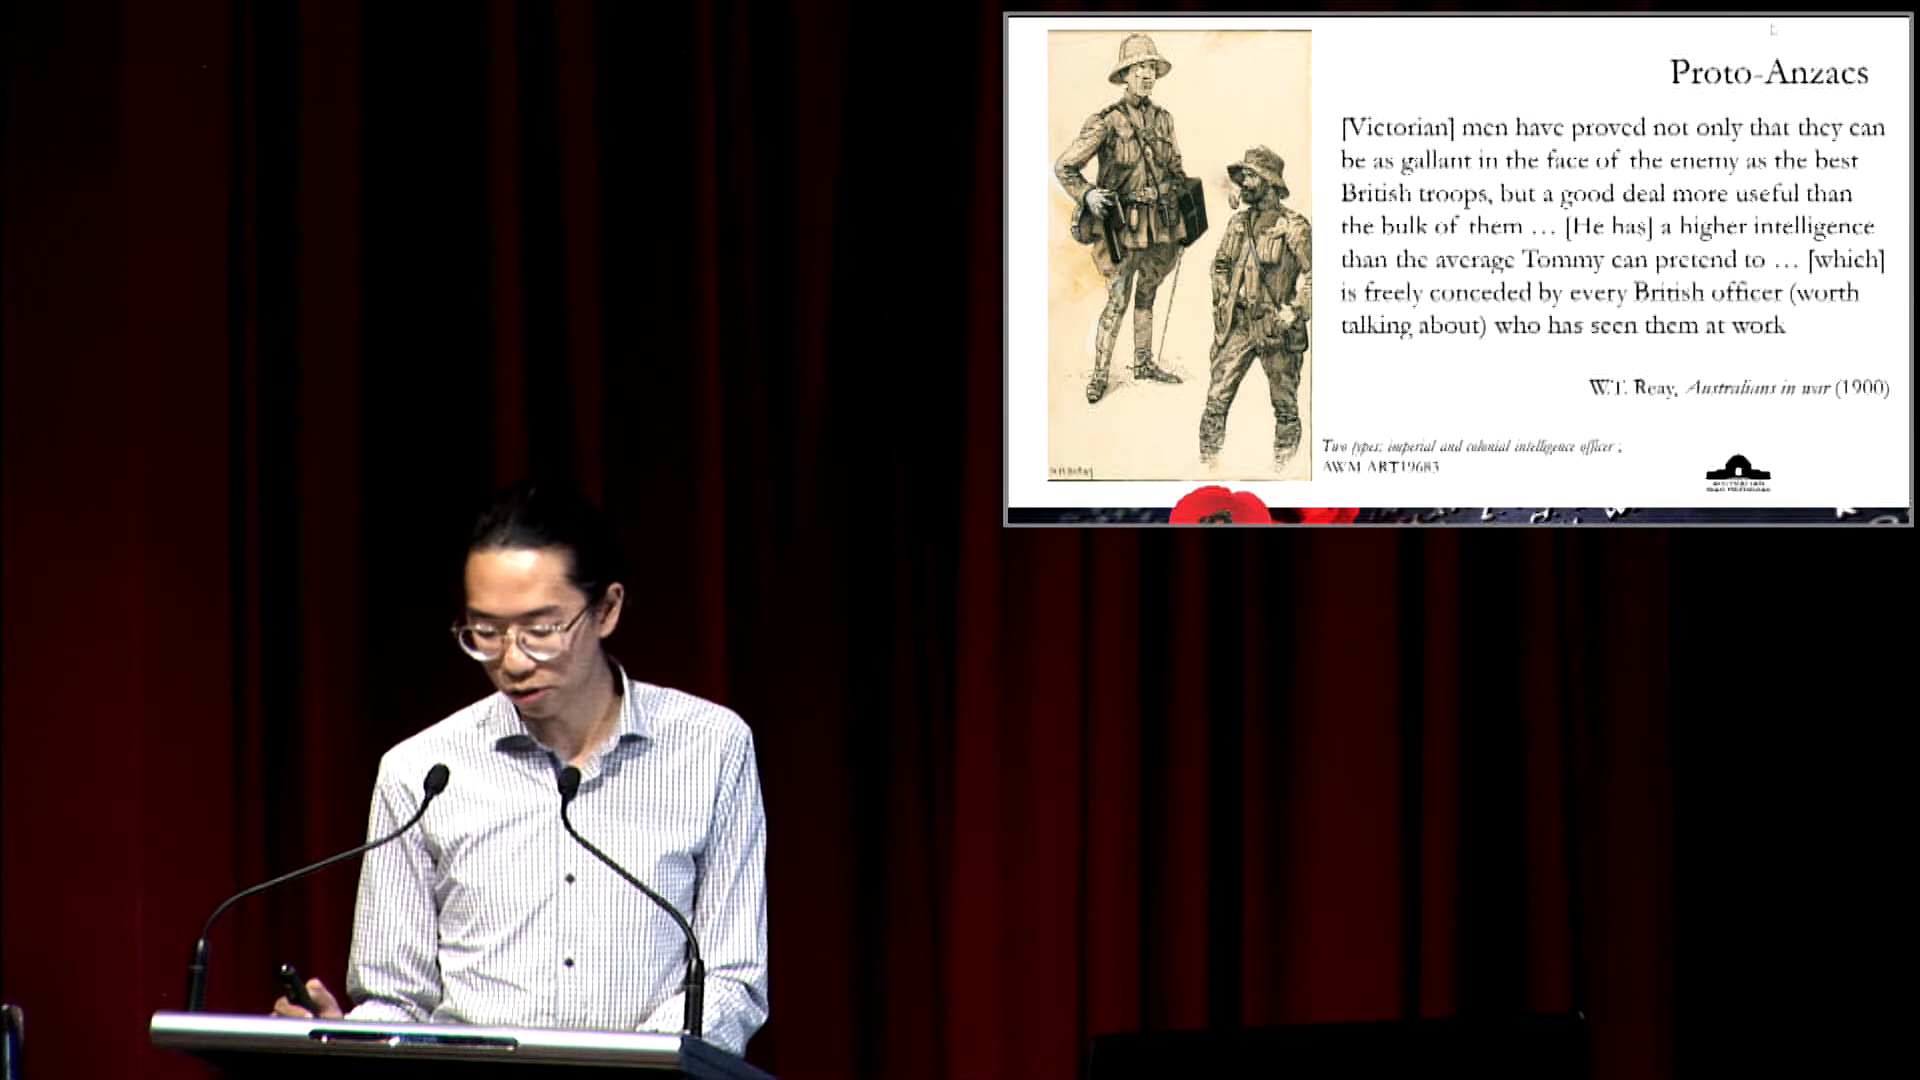 Proto-Anzacs
[Victorian] men have proved not only that they can
be as gallant in the face of the enemy as the best
British troops, but a good deal more useful than
the bulk of them … [He has] a higher intelligence
than the average Tommy can pretend to … [which]
is freely conceded by every British officer (worth
talking about) who has seen them at work
W.T. Reay, Australians in war (1900)
Two types: imperial and colonial intelligence officer ;
AWM ART19683